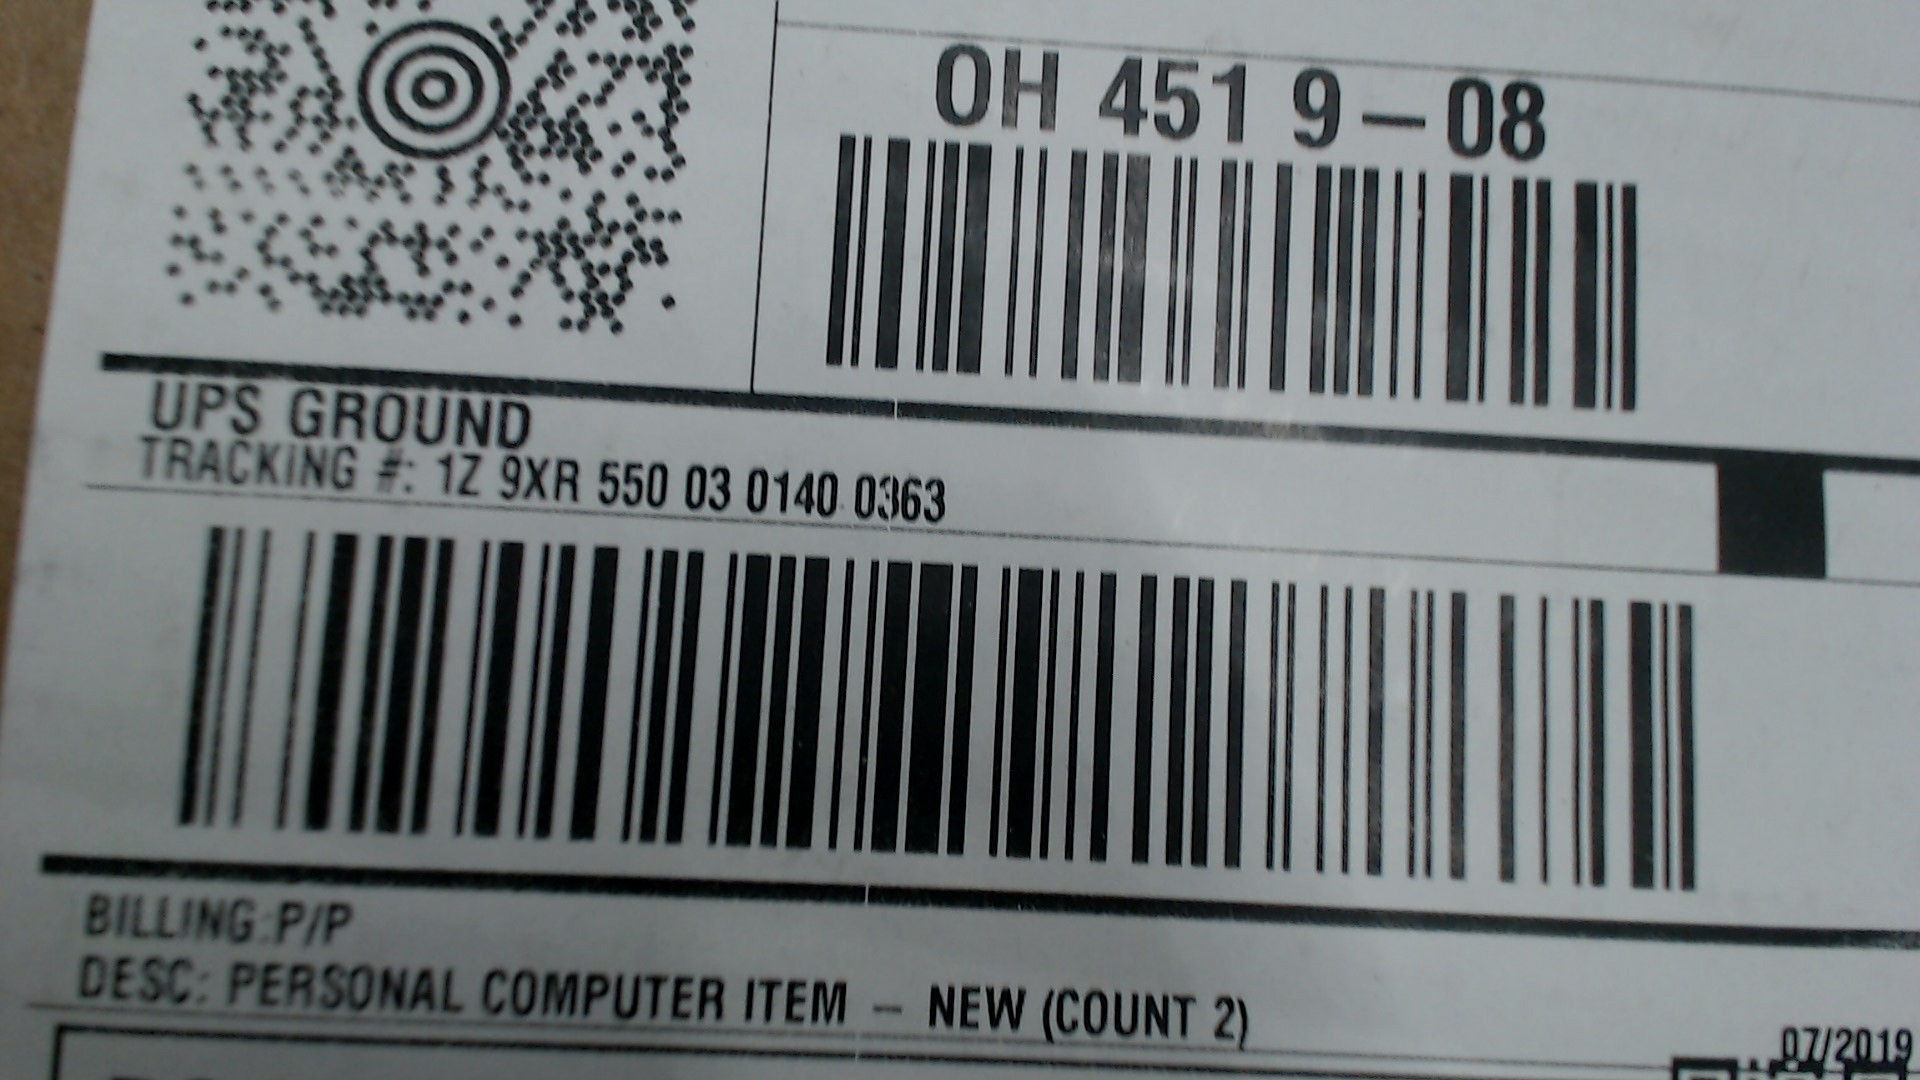 OH 451 9-08
UPS GROUND
TRACKING #: 1Z 9XR 550 03 0140 0363
BILLING: P/P
DESC: PERSONAL COMPUTER ITEM - NEW (COUNT 2)
07/2019